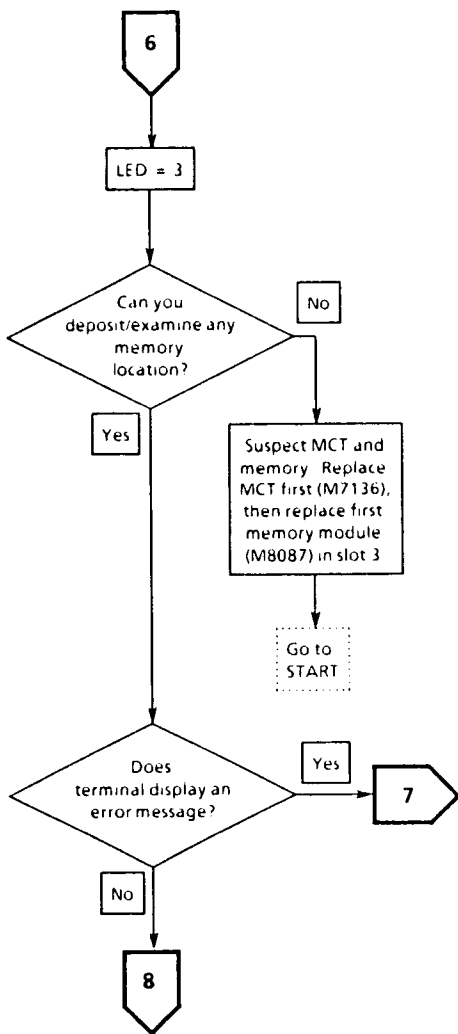 6
LED = 3
Can you
deposit/examine any
memory
location?
No
Yes
Suspect MCT and
memory Replace
MCT first (M7136),
then replace first
memory module
(M8087) in slot 3
Go to
START
Does
terminal display an
error message?
Yes
7
No
8